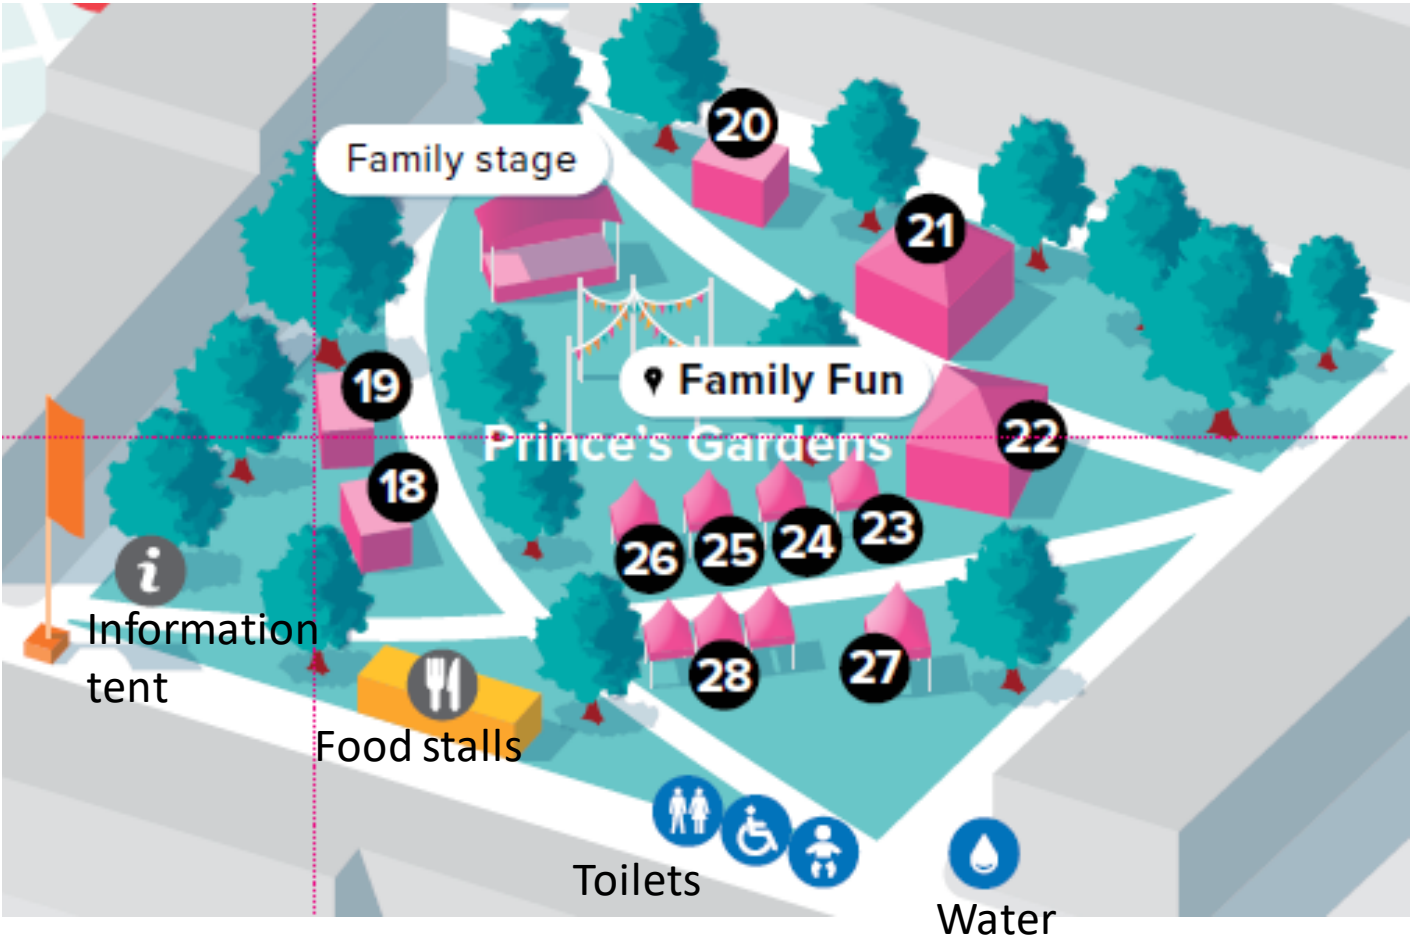 20
Family stage
21
19
Family Fun
22
Prince's Gardens
18
26
25
24
23
i
Information
tent
28
27
Food stalls
Toilets
Water